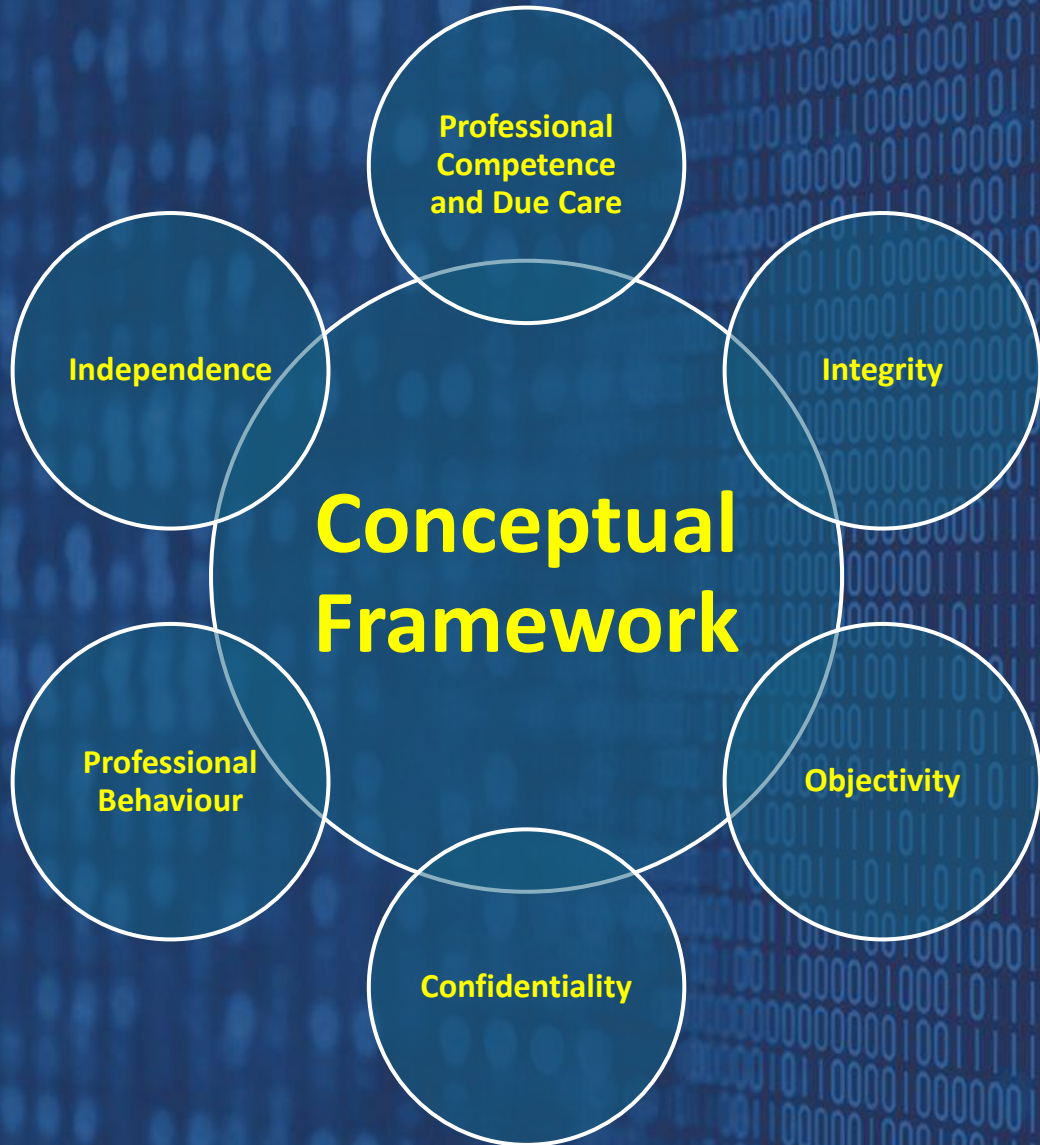 Professional
Competence
and Due Care
Independence
Integrity
Conceptual
Framework
Professional
Behaviour
Objectivity
Confidentiality